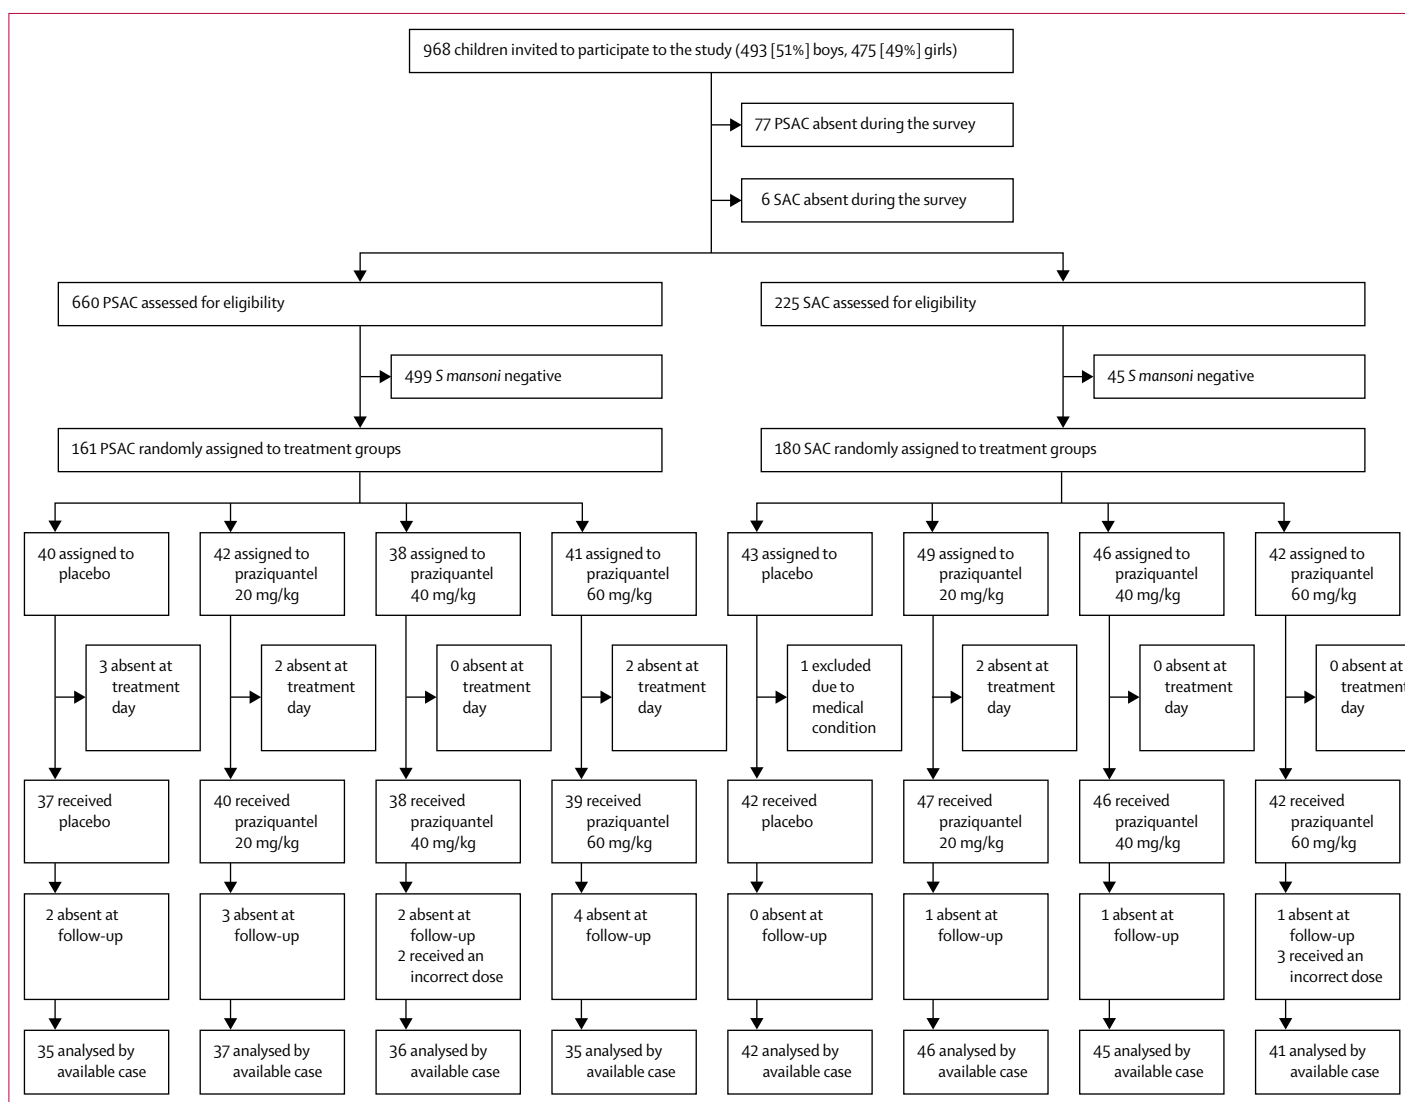 968 children invited to participate to the study (493 [51%] boys, 475 [49%] girls)
77 PSAC absent during the survey
6 SAC absent during the survey
660 PSAC assessed for eligibility
225 SAC assessed for eligibility
499 S mansoni negative
45 S mansoni negative
161 PSAC randomly assigned to treatment groups
180 SAC randomly assigned to treatment groups
40 assigned to
placebo
42 assigned to
praziquantel
20 mg/kg
38 assigned to
praziquantel
40 mg/kg
41 assigned to
praziquantel
60 mg/kg
43 assigned to
placebo
49 assigned to
praziquantel
20 mg/kg
46 assigned to
praziquantel
40 mg/kg
42 assigned to
praziquantel
60 mg/kg
3 absent at
treatment
day
2 absent at
treatment
day
0 absent at
treatment
day
2 absent at
treatment
day
1 excluded
due to
medical
condition
2 absent at
treatment
day
0 absent at
treatment
day
0 absent at
treatment
day
37 received
placebo
40 received
praziquantel
20 mg/kg
38 received
praziquantel
40 mg/kg
39 received
praziquantel
60 mg/kg
42 received
placebo
47 received
praziquantel
20 mg/kg
46 received
praziquantel
40 mg/kg
42 received
praziquantel
60 mg/kg
2 absent at
follow-up
3 absent at
follow-up
2 absent at
follow-up
2 received an
incorrect dose
4 absent at
follow-up
0 absent at
follow-up
1 absent at
follow-up
1 absent at
follow-up
1 absent at
follow-up
3 received an
incorrect dose
35 analysed by
available case
37 analysed by
available case
36 analysed by
available case
35 analysed by
available case
42 analysed by
available case
46 analysed by
available case
45 analysed by
available case
41 analysed by
available case